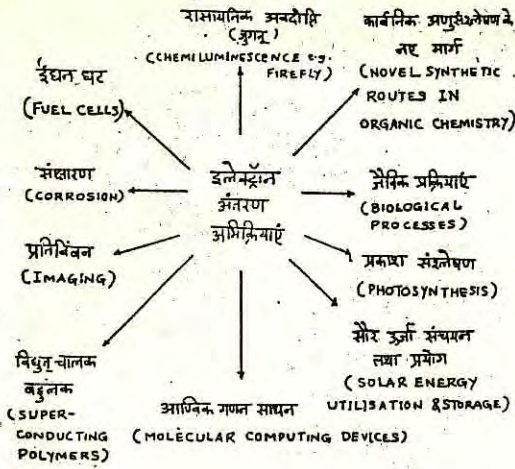 रासायनिक अवदीप्ति
(जुगनू)
(CHEMILUMINESCENCE e.g.
FIREFLY)
कार्बनिक अणुसंश्लेषण के
नए मार्ग
(NOVEL SYNTHETIC
ROUTES IN
ORGANIC CHEMISTRY)
ईंधन घट
(FUEL CELLS)
संक्षारण
(CORROSION)
इलेक्ट्रॉन
अंतरण
अभिक्रियाएं
जैविक प्रक्रियाएं
(BIOLOGICAL
PROCESSES)
प्रतिबिंबन
(IMAGING)
प्रकाश संश्लेषण
(PHOTOSYNTHESIS)
सौर उर्जा संचयन
तथा प्रयोग
(SOLAR ENERGY
UTILISATION & STORAGE)
विधुत् चालक
बहुलक
(SUPER-
CONDUCTING
POLYMERS)
आण्विक गणन साधन
(MOLECULAR COMPUTING DEVICES)